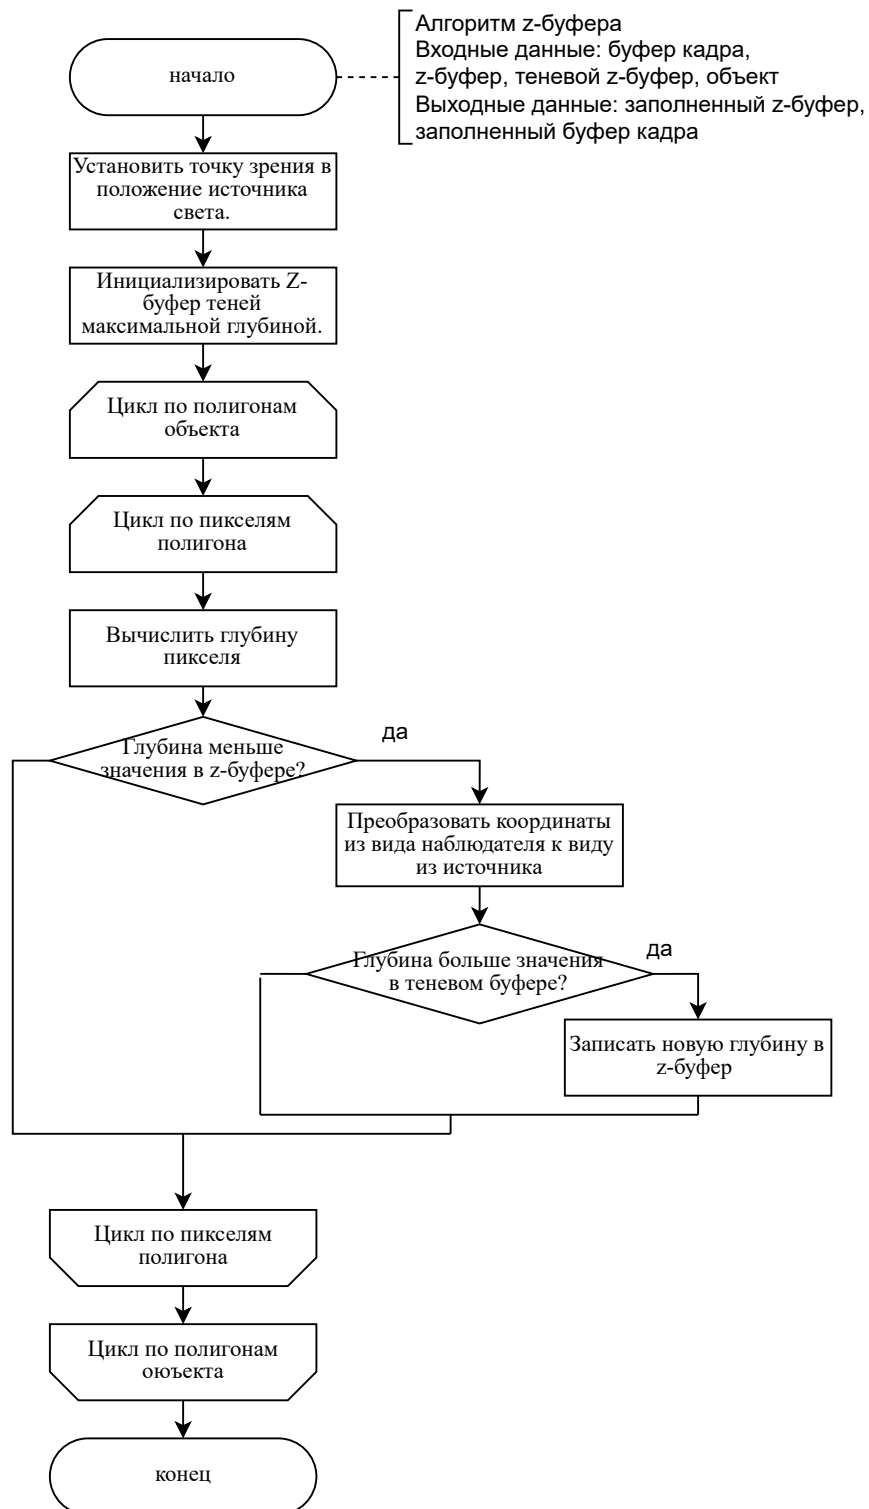 начало
Алгоритм z-буфера
Входные данные: буфер кадра,
z-буфер, теневой z-буфер, объект
Выходные данные: заполненный z-буфер,
заполненный буфер кадра
Установить точку зрения в
положение источника
света.
Инициализировать Z-
буфер теней
максимальной глубиной.
Цикл по полигонам
объекта
Цикл по пикселям
полигона
Вычислить глубину
пикселя
Глубина меньше
значения в z-буфере?
да
Преобразовать координаты
из вида наблюдателя к виду
из источника
Глубина больше значения
в теневом буфере?
да
Записать новую глубину в
z-буфер
Цикл по пикселям
полигона
Цикл по полигонам
оюъекта
конец